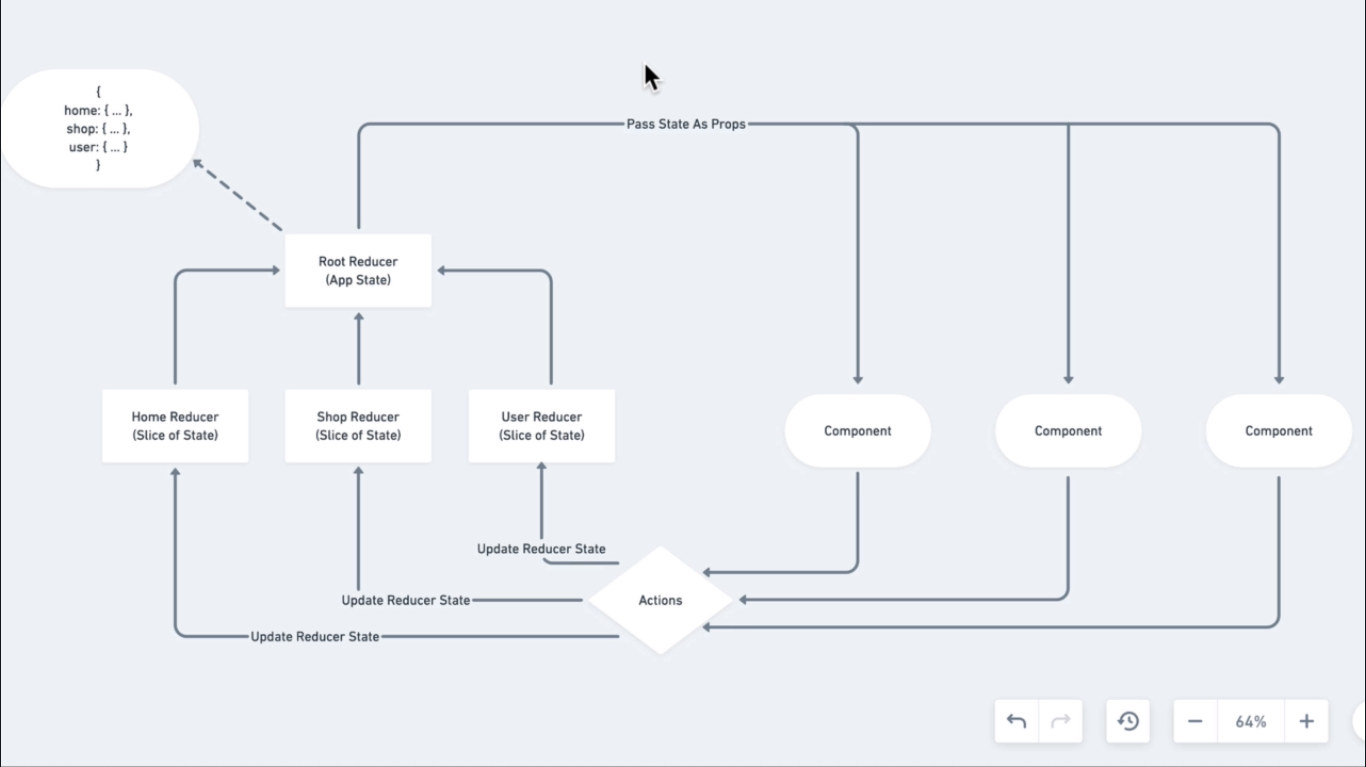 {
home: { ... },
shop: { ... },
user: { ... }
}
Pass State As Props
Root Reducer
(App State)
Home Reducer
(Slice of State)
Shop Reducer
(Slice of State)
User Reducer
(Slice of State)
Component
Component
Component
Update Reducer State
Actions
Update Reducer State
Update Reducer State
64%